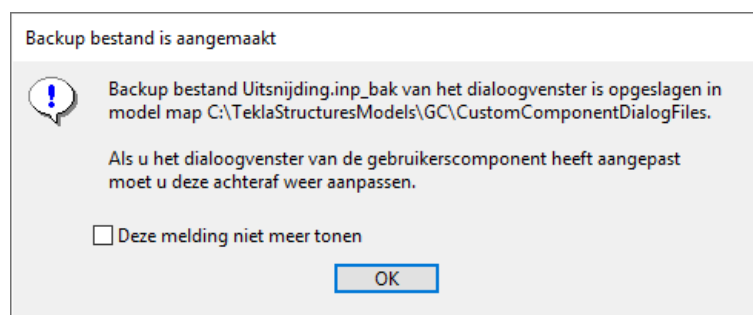 Backup bestand is aangemaakt
Backup bestand Uitsnijding.inp_bak van het dialoogvenster is opgeslagen in
model map C:\TeklaStructuresModels\GC\CustomComponentDialogFiles.
Als u het dialoogvenster van de gebruikerscomponent heeft aangepast
moet u deze achteraf weer aanpassen.
Deze melding niet meer tonen
OK